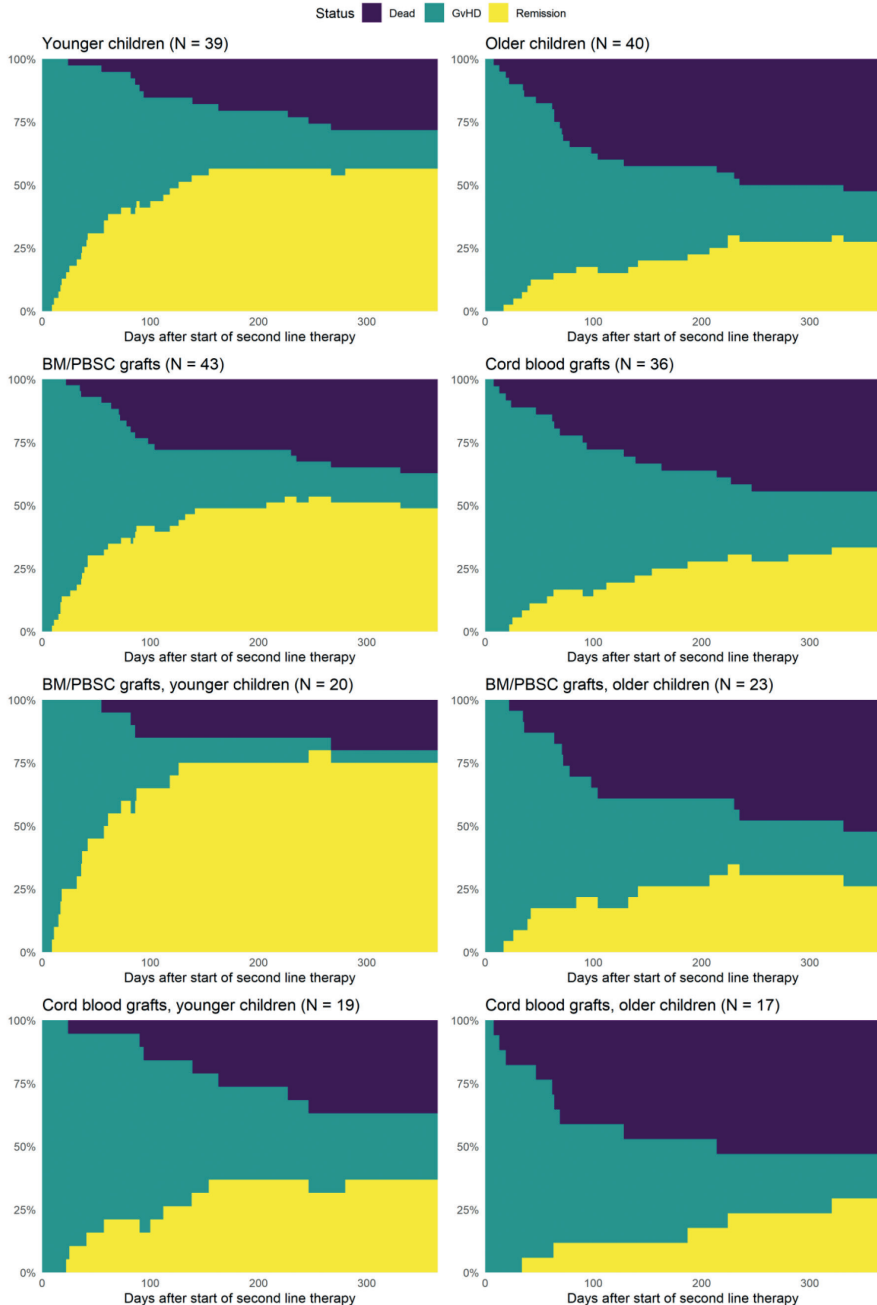 Status Dead GvHD Remission
Younger children (N = 39)
100%
75%
50%
25%
0%
0 100 200 300
Days after start of second line therapy
Older children (N = 40)
100%
75%
50%
25%
0%
0 100 200 300
Days after start of second line therapy
BM/PBSC grafts (N = 43)
100%
75%
50%
25%
0%
0 100 200 300
Days after start of second line therapy
Cord blood grafts (N = 36)
100%
75%
50%
25%
0%
0 100 200 300
Days after start of second line therapy
BM/PBSC grafts, younger children (N = 20)
100%
75%
50%
25%
0%
0 100 200 300
Days after start of second line therapy
BM/PBSC grafts, older children (N = 23)
100%
75%
50%
25%
0%
0 100 200 300
Days after start of second line therapy
Cord blood grafts, younger children (N = 19)
100%
75%
50%
25%
0%
0 100 200 300
Days after start of second line therapy
Cord blood grafts, older children (N = 17)
100%
75%
50%
25%
0%
0 100 200 300
Days after start of second line therapy